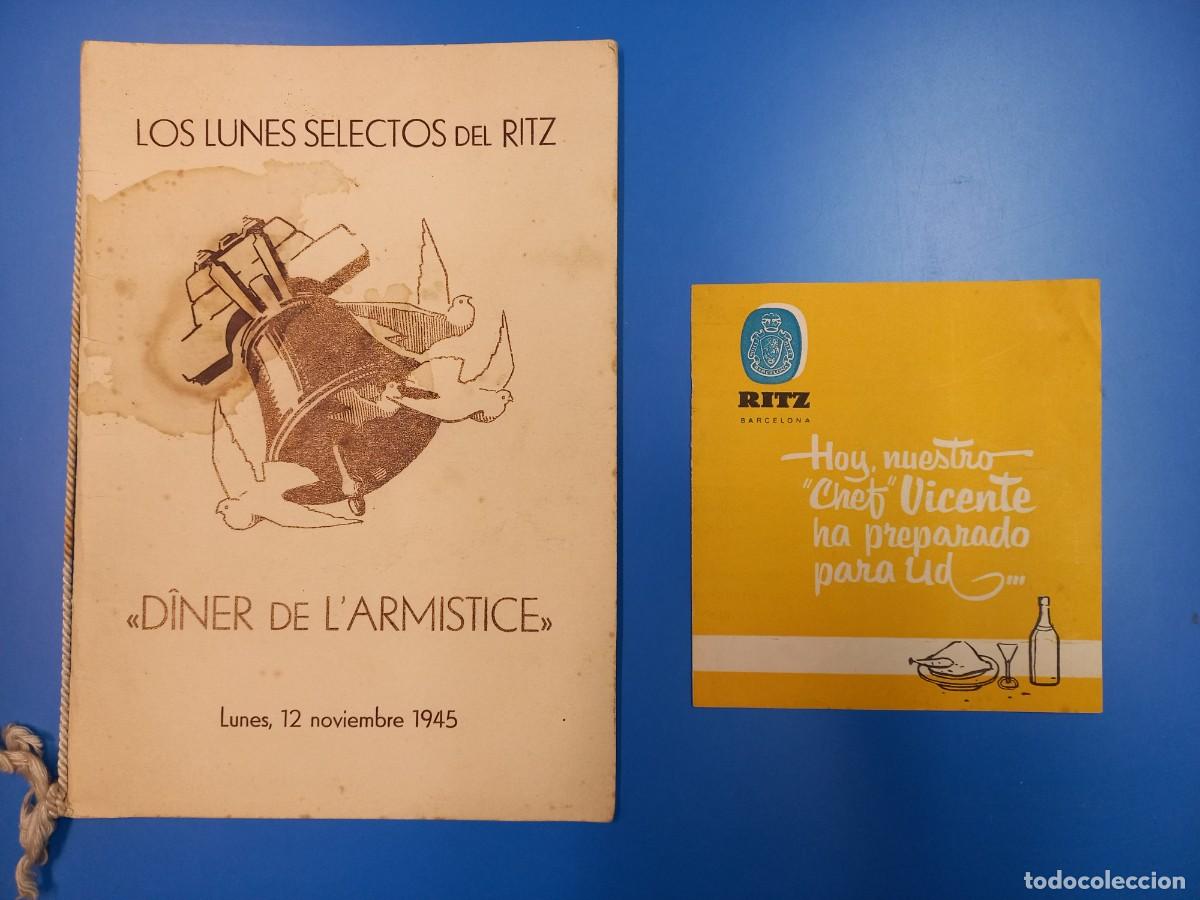 LOS LUNES SELECTOS DEL RITZ
«DÎNER DE L'ARMISTICE»
Lunes, 12 noviembre 1945
RITZ
BARCELONA
Hoy, nuestro
"Chef" Vicente
ha preparado
para Ud...
todocoleccion